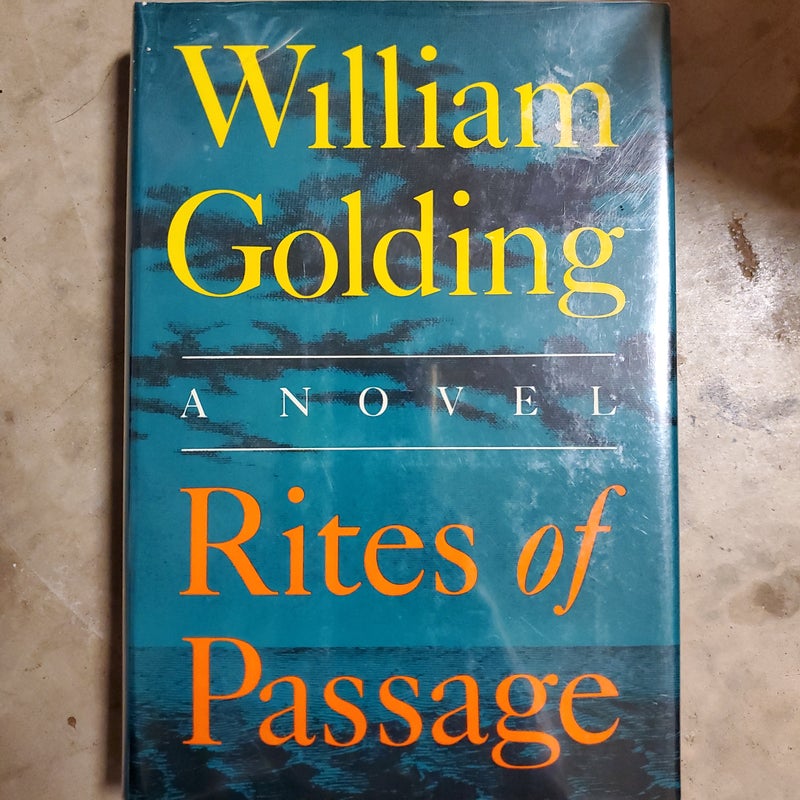 William
Golding
A NOVEL
Rites of
Passage